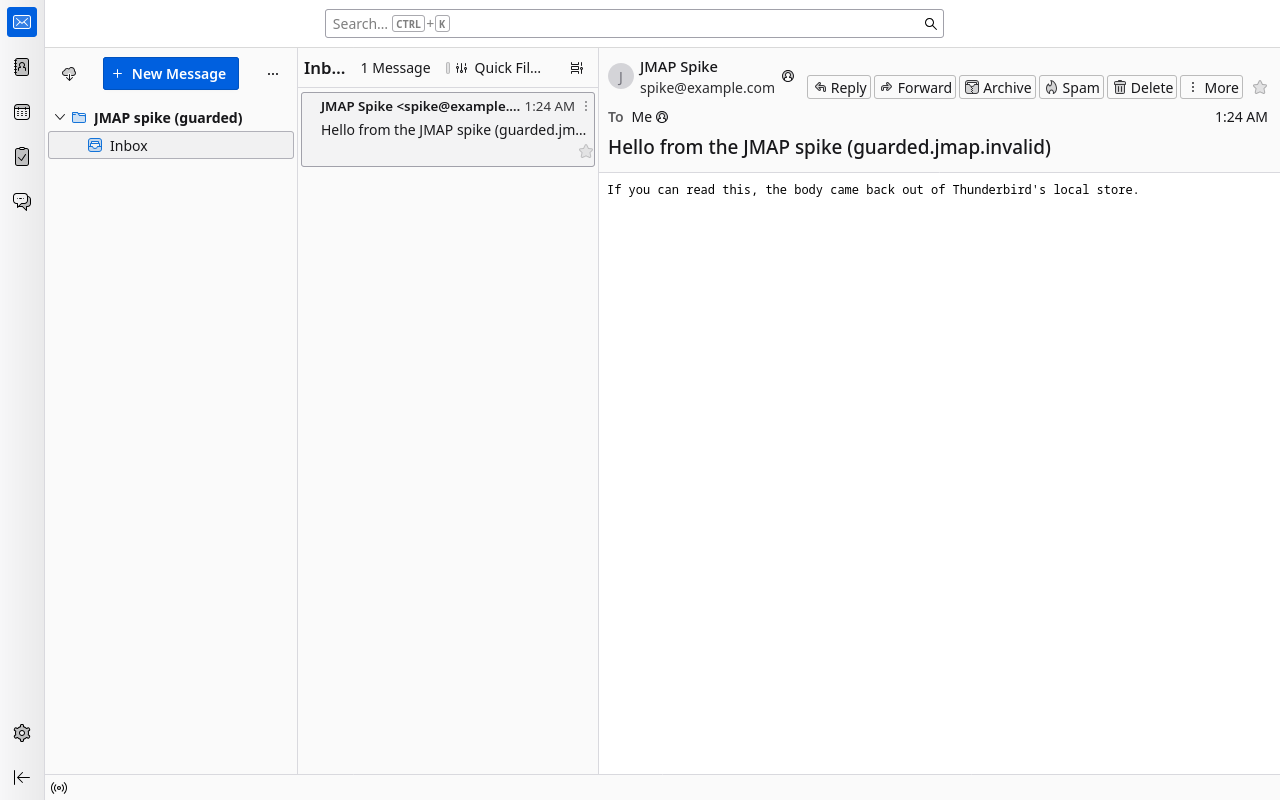 Search... CTRL + K
New Message
JMAP spike (guarded)
Inbox
Inb... 1 Message Quick Fil...
JMAP Spike <spike@example.... 1:24 AM
Hello from the JMAP spike (guarded.jm...
J
JMAP Spike
spike@example.com
Reply Forward Archive Spam Delete More
To Me 1:24 AM
Hello from the JMAP spike (guarded.jmap.invalid)
If you can read this, the body came back out of Thunderbird's local store.